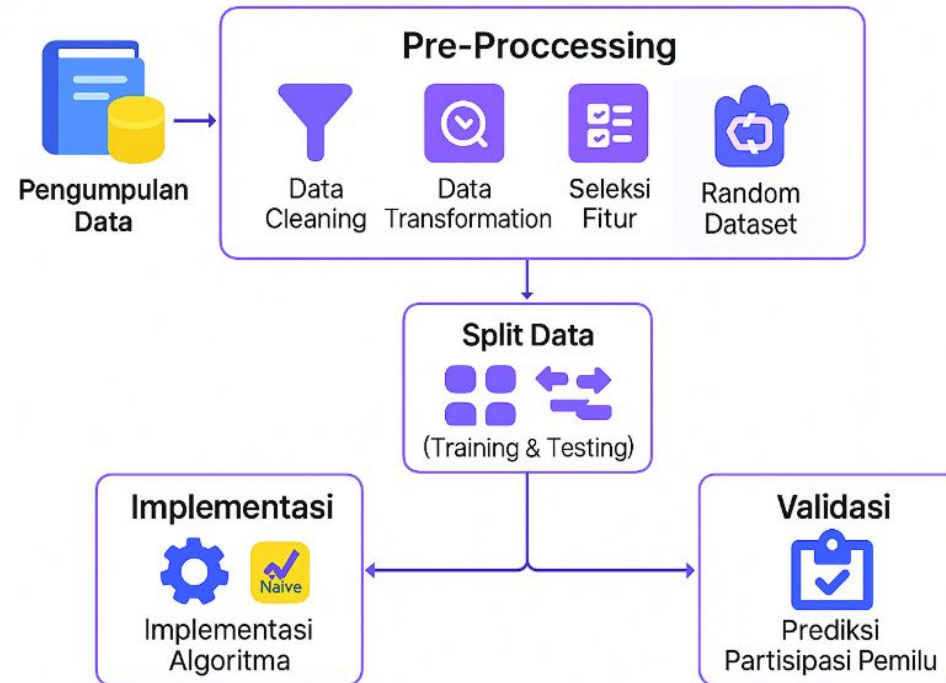 Pre-Proccessing
Pengumpulan
Data
Data
Cleaning
Data
Transformation
Seleksi
Fitur
Random
Dataset
Split Data
(Training & Testing)
Implementasi
Naive
Implementasi
Algoritma
Validasi
Prediksi
Partisipasi Pemilu